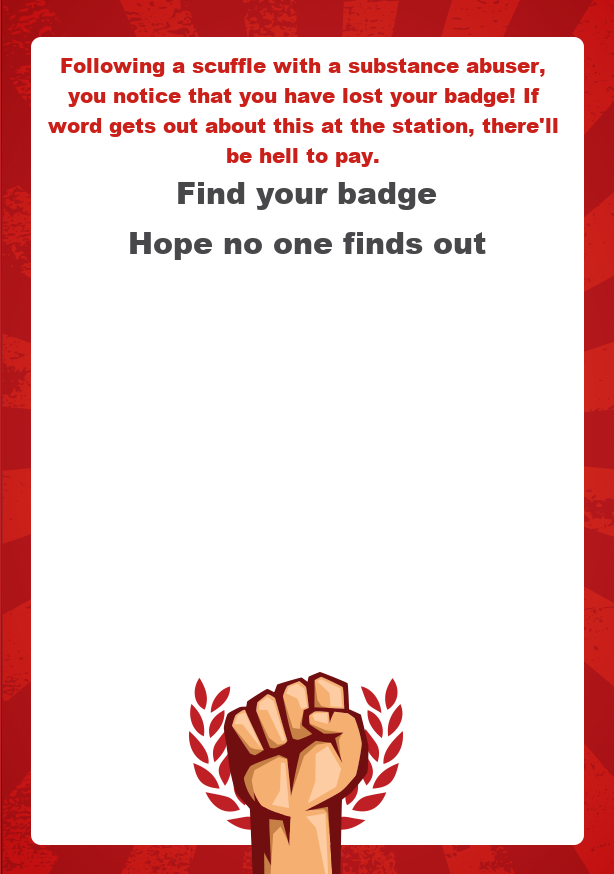 Following a scuffle with a substance abuser,
you notice that you have lost your badge! If
word gets out about this at the station, there'll
be hell to pay.
Find your badge
Hope no one finds out